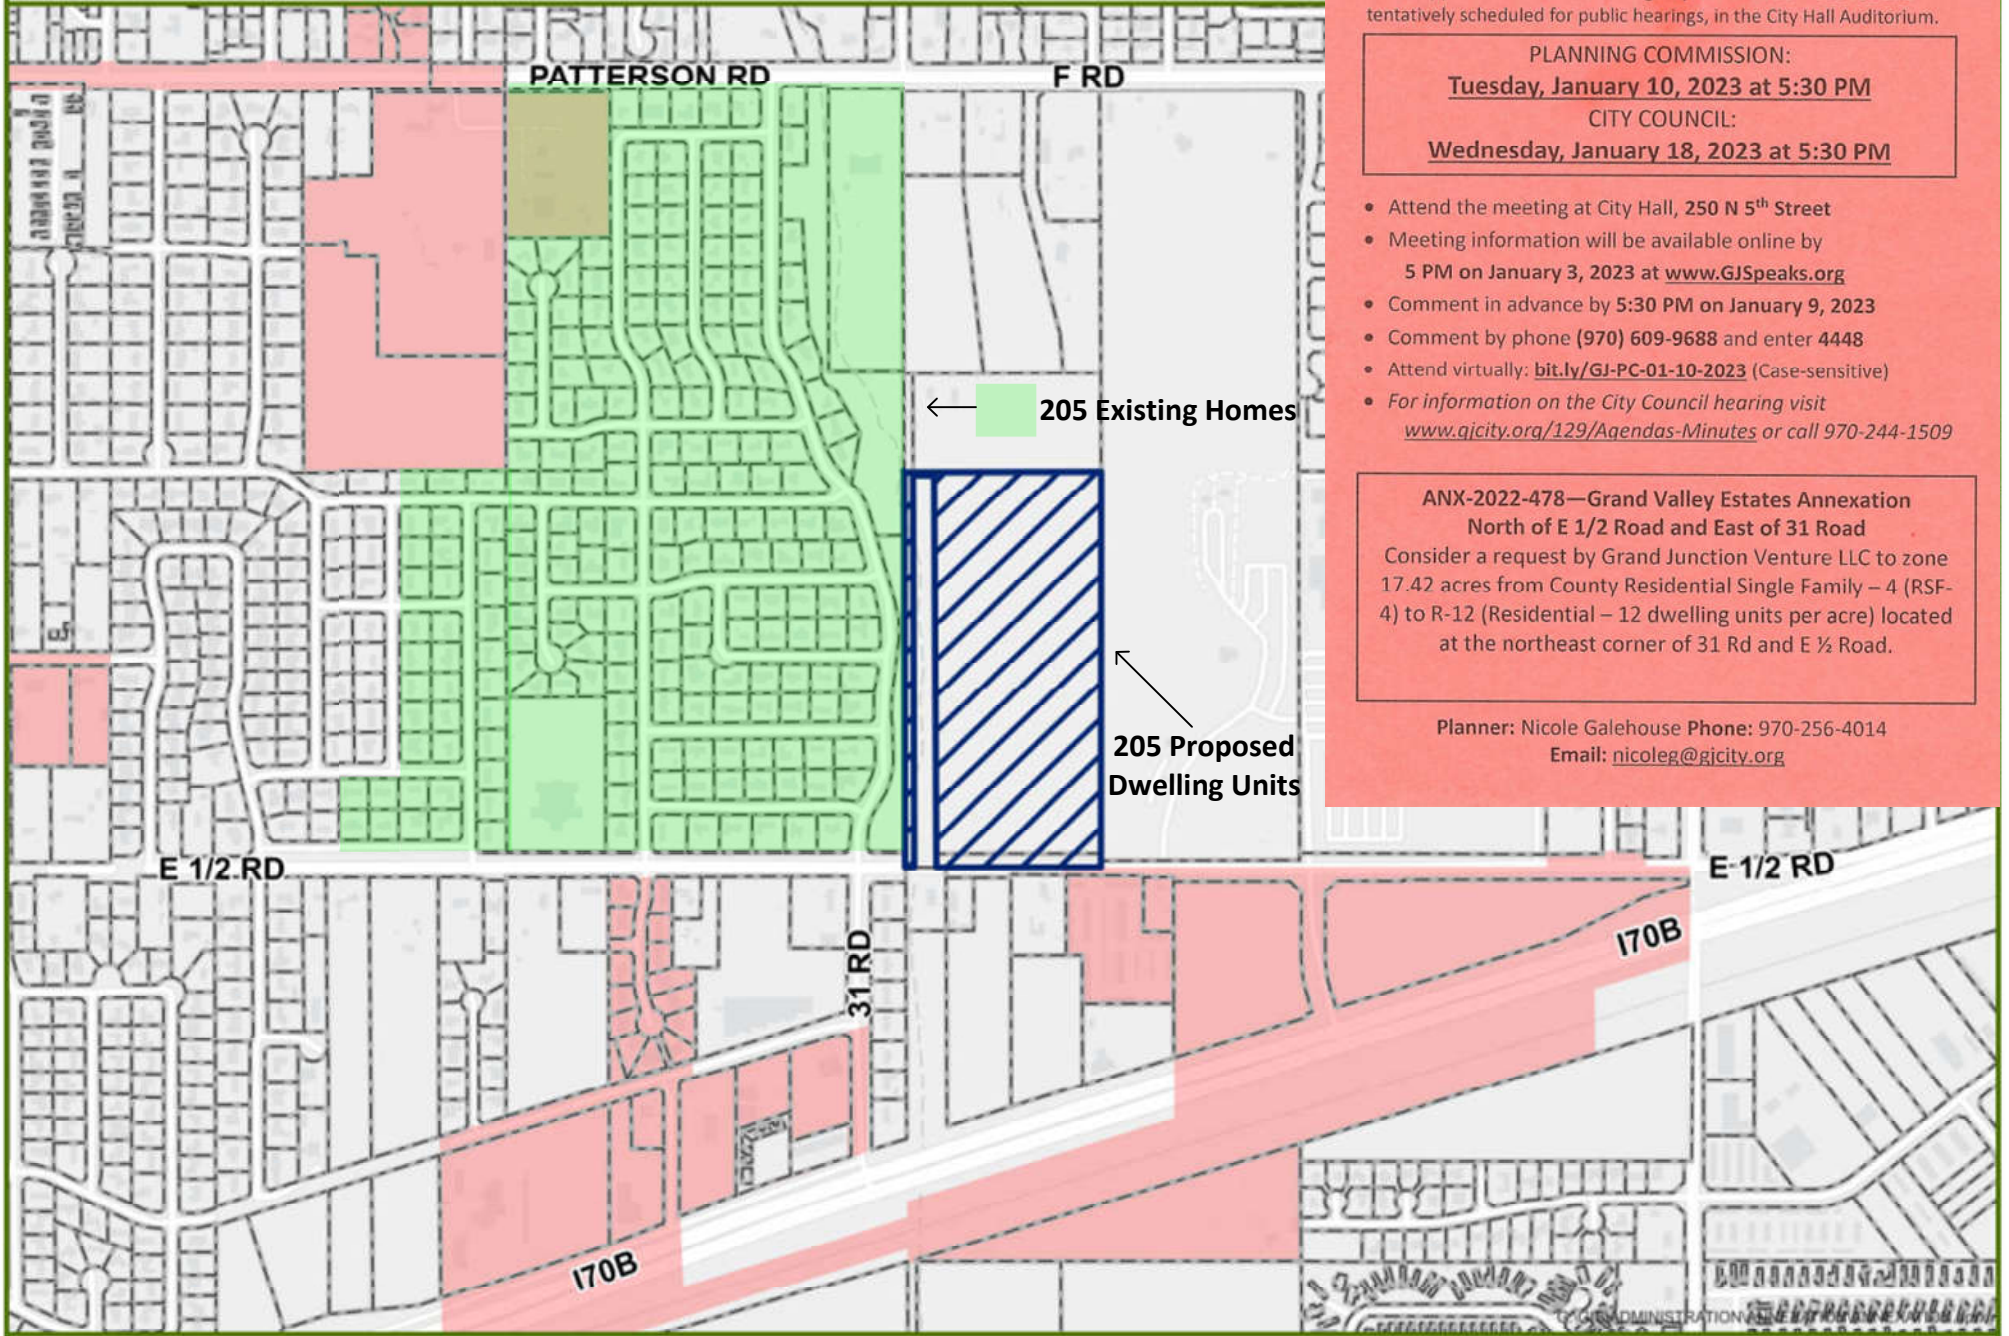 PATTERSON RD
F RD
205 Existing Homes
205 Proposed
Dwelling Units
E 1/2 RD
E 1/2 RD
31 RD
I70B
I70B
tentatively scheduled for public hearings, in the City Hall Auditorium.
PLANNING COMMISSION:
Tuesday, January 10, 2023 at 5:30 PM
CITY COUNCIL:
Wednesday, January 18, 2023 at 5:30 PM
• Attend the meeting at City Hall, 250 N 5th Street
• Meeting information will be available online by
5 PM on January 3, 2023 at www.GJSpeaks.org
• Comment in advance by 5:30 PM on January 9, 2023
• Comment by phone (970) 609-9688 and enter 4448
• Attend virtually: bit.ly/GJ-PC-01-10-2023 (Case-sensitive)
• For information on the City Council hearing visit
www.gjcity.org/129/Agendas-Minutes or call 970-244-1509
ANX-2022-478—Grand Valley Estates Annexation
North of E 1/2 Road and East of 31 Road
Consider a request by Grand Junction Venture LLC to zone
17.42 acres from County Residential Single Family – 4 (RSF-
4) to R-12 (Residential – 12 dwelling units per acre) located
at the northeast corner of 31 Rd and E ½ Road.
Planner: Nicole Galehouse Phone: 970-256-4014
Email: nicoleg@gjcity.org